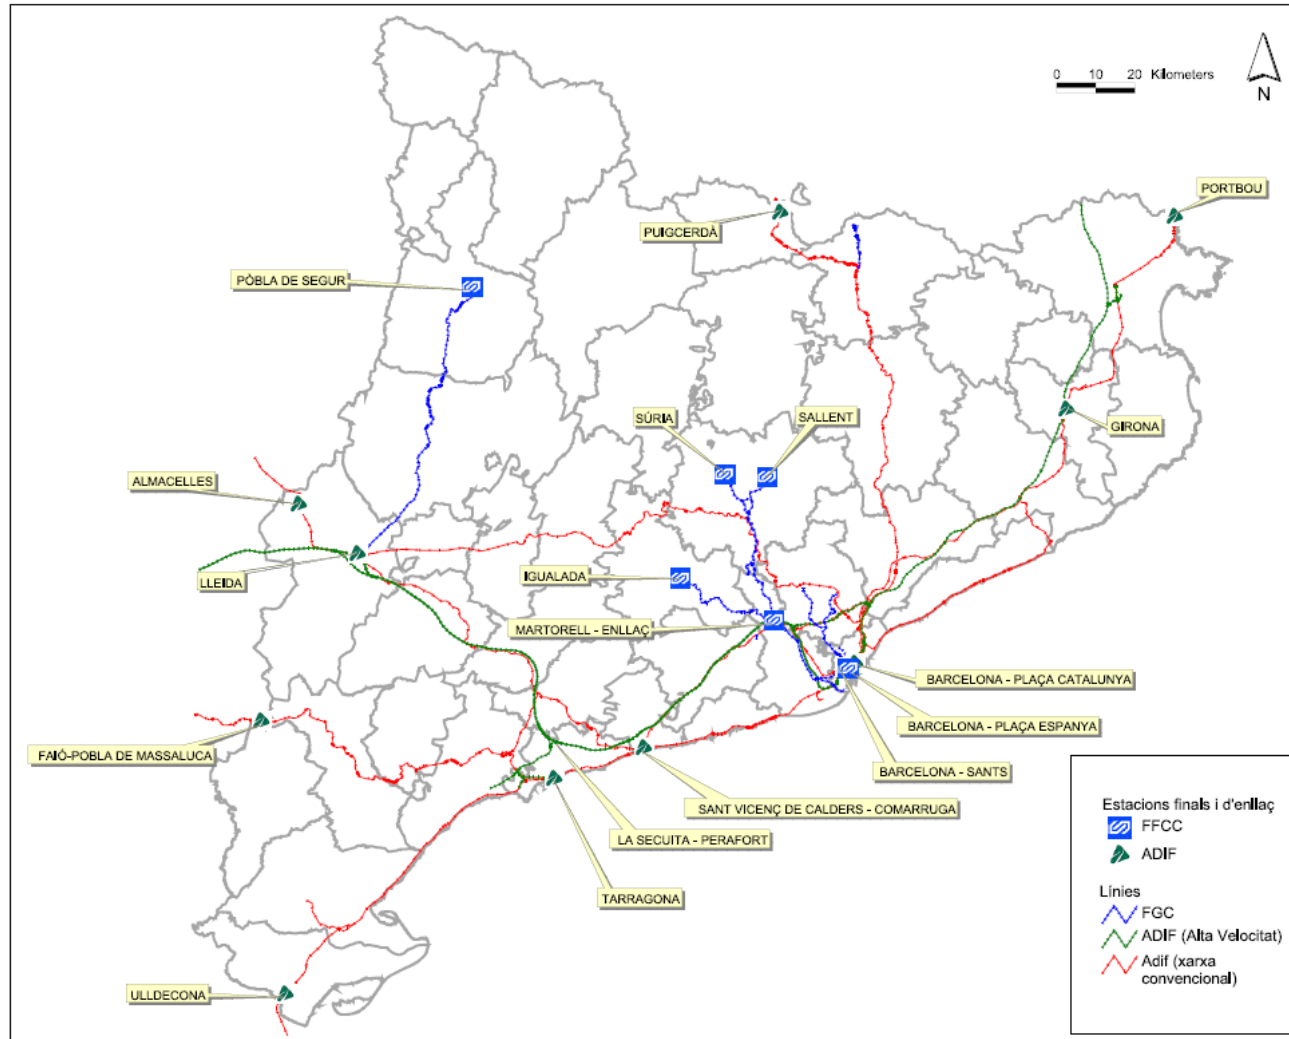 0 10 20 Kilometers
N
PORTBOU
PUIGCERDÀ
PÒBLA DE SEGUR
SÚRIA
SALLENT
GIRONA
ALMACELLES
LLEIDA
IGUALADA
MARTORELL - ENLLAÇ
BARCELONA - PLAÇA CATALUNYA
BARCELONA - PLAÇA ESPANYA
BARCELONA - SANTS
FAIÓ-POBLA DE MASSALUCA
SANT VICENÇ DE CALDERS - COMARRUGA
LA SECUITA - PERAFORT
TARRAGONA
ULLDECONA
Estacions finals i d'enllaç
FFCC
ADIF
Línies
FGC
ADIF (Alta Velocitat)
Adif (xarxa
convencional)